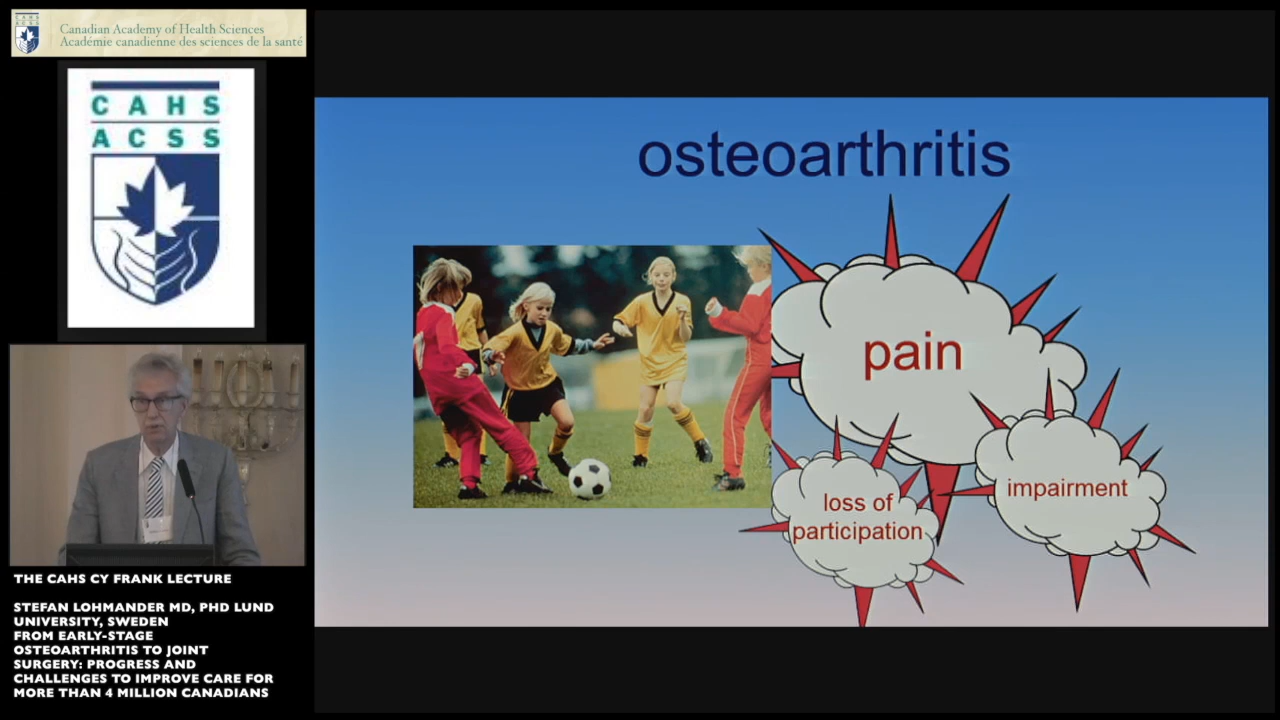 Canadian Academy of Health Sciences
Académie canadienne des sciences de la santé
CAHS
ACSS
THE CAHS CY FRANK LECTURE
STEFAN LOHMANDER MD, PHD LUND
UNIVERSITY, SWEDEN
FROM EARLY-STAGE
OSTEOARTHRITIS TO JOINT
SURGERY: PROGRESS AND
CHALLENGES TO IMPROVE CARE FOR
MORE THAN 4 MILLION CANADIANS
osteoarthritis
pain
loss of
participation
impairment